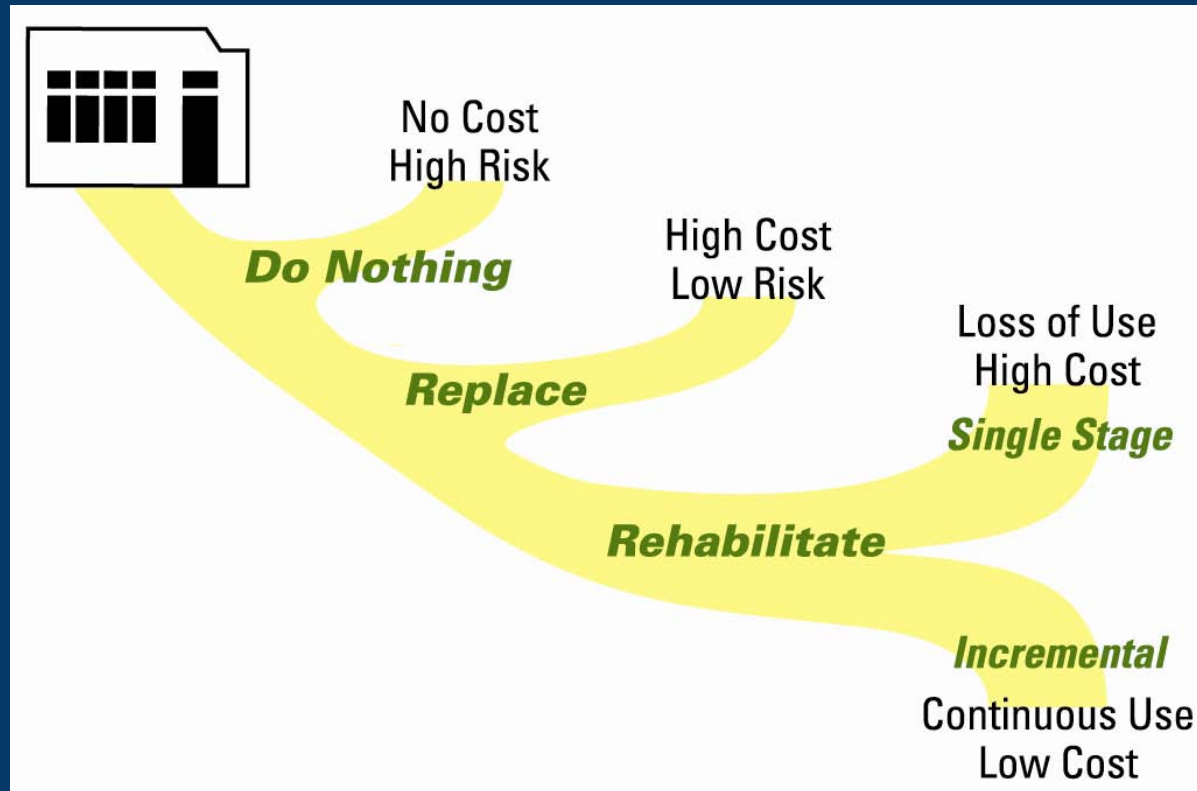 No Cost
High Risk
Do Nothing
High Cost
Low Risk
Replace
Loss of Use
High Cost
Single Stage
Rehabilitate
Incremental
Continuous Use
Low Cost